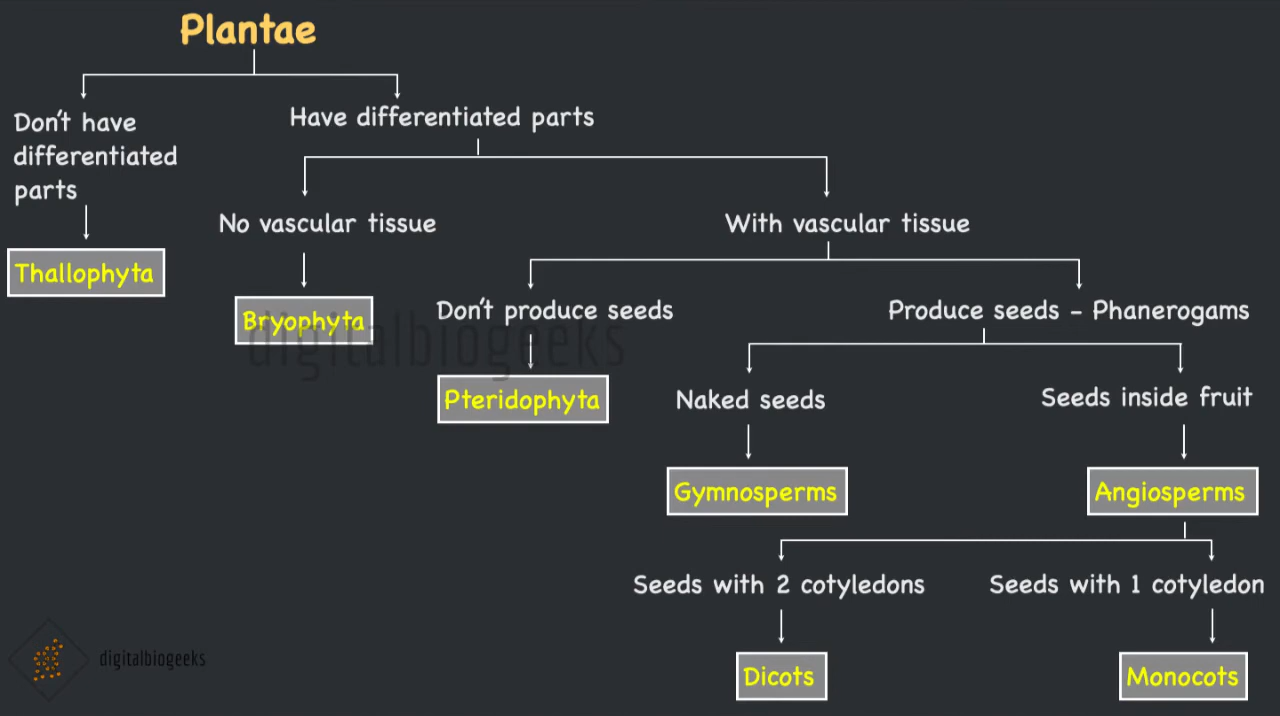 Plantae
Don't have
differentiated
parts
Have differentiated parts
Thallophyta
No vascular tissue
With vascular tissue
Bryophyta
Don't produce seeds
Produce seeds - Phanerogams
digitalbiogeeks
Pteridophyta
Naked seeds
Seeds inside fruit
Gymnosperms
Angiosperms
Seeds with 2 cotyledons
Seeds with 1 cotyledon
Dicots
Monocots
digitalbiogeeks